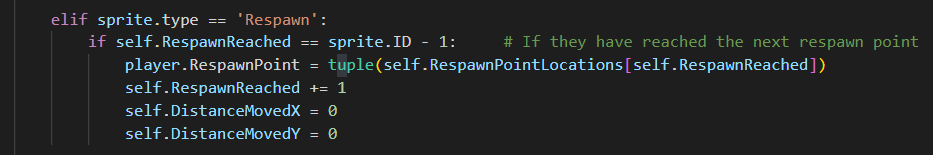 elif sprite.type == 'Respawn':
if self.RespawnReached == sprite.ID - 1:     # If they have reached the next respawn point
player.RespawnPoint = tuple(self.RespawnPointLocations[self.RespawnReached])
self.RespawnReached += 1
self.DistanceMovedX = 0
self.DistanceMovedY = 0